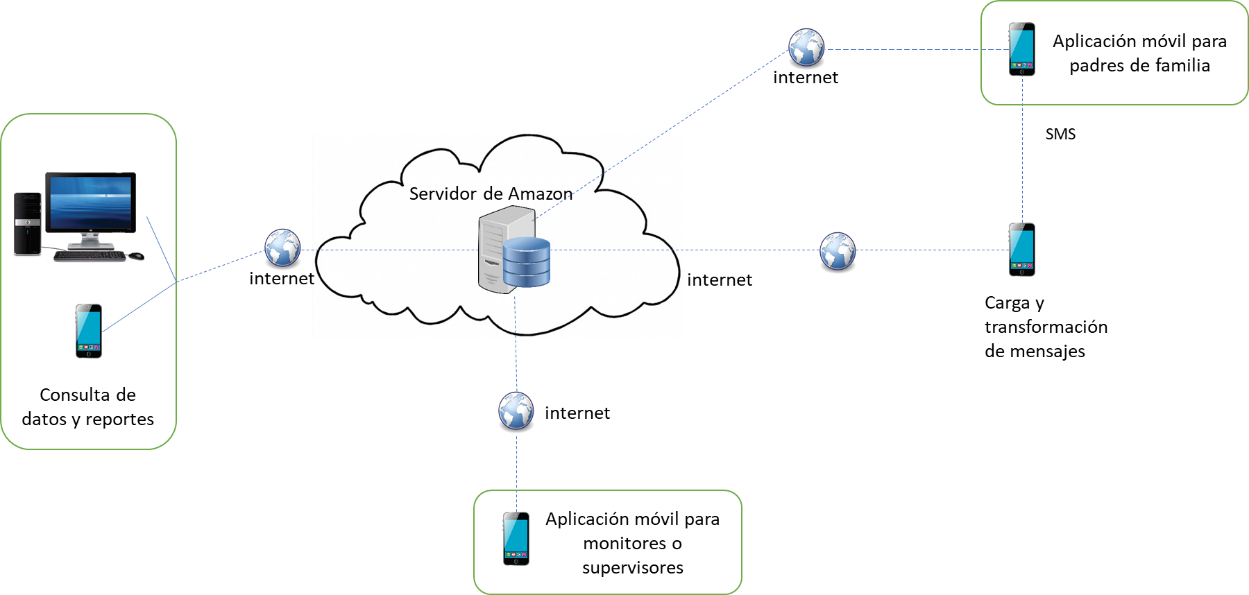 Aplicación móvil para
padres de familia
internet
SMS
Servidor de Amazon
internet
internet
Carga y
transformación
de mensajes
Consulta de
datos y reportes
internet
Aplicación móvil para
monitores o
supervisores